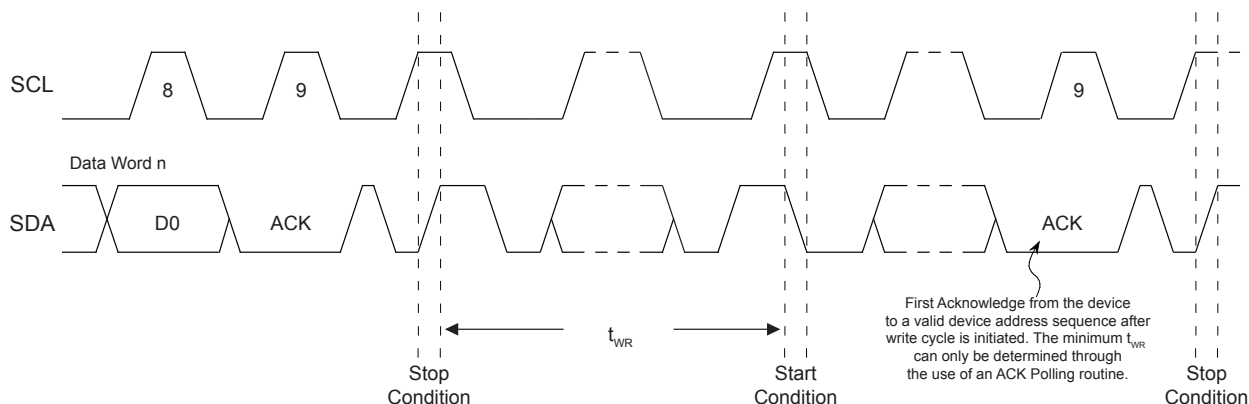 SCL
8
9
9
Data Word n
SDA
D0
ACK
ACK
First Acknowledge from the device
to a valid device address sequence after
write cycle is initiated. The minimum tWR
can only be determined through
the use of an ACK Polling routine.
tWR
Stop
Condition
Start
Condition
Stop
Condition